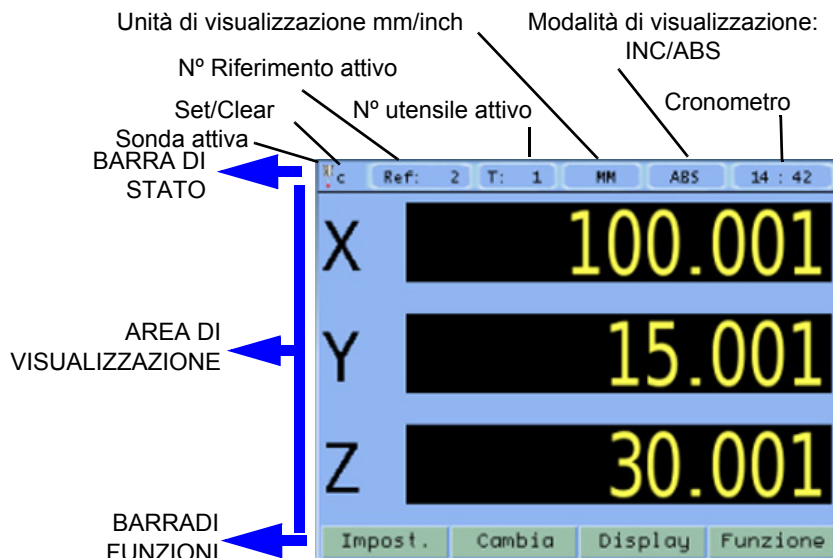 Unità di visualizzazione mm/inch
Modalità di visualizzazione:
INC/ABS
Nº Riferimento attivo
Set/Clear
Nº utensile attivo
Cronometro
Sonda attiva
BARRA DI
STATO
c Ref: 2 T: 1 MM ABS 14 : 42
X 100.001
AREA DI
VISUALIZZAZIONE
Y 15.001
Z 30.001
BARRADI
FUNZIONI
Impost. Cambia Display Funzione